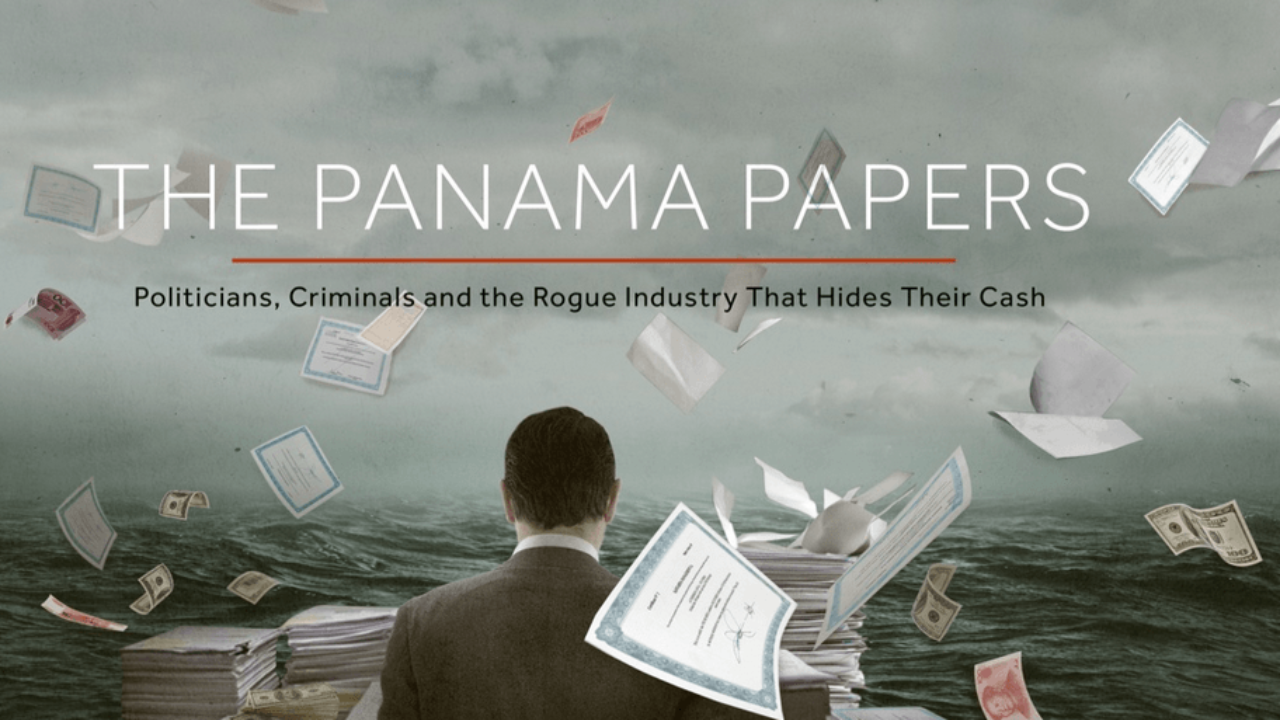 THE PANAMA PAPERS
Politicians, Criminals and the Rogue Industry That Hides Their Cash